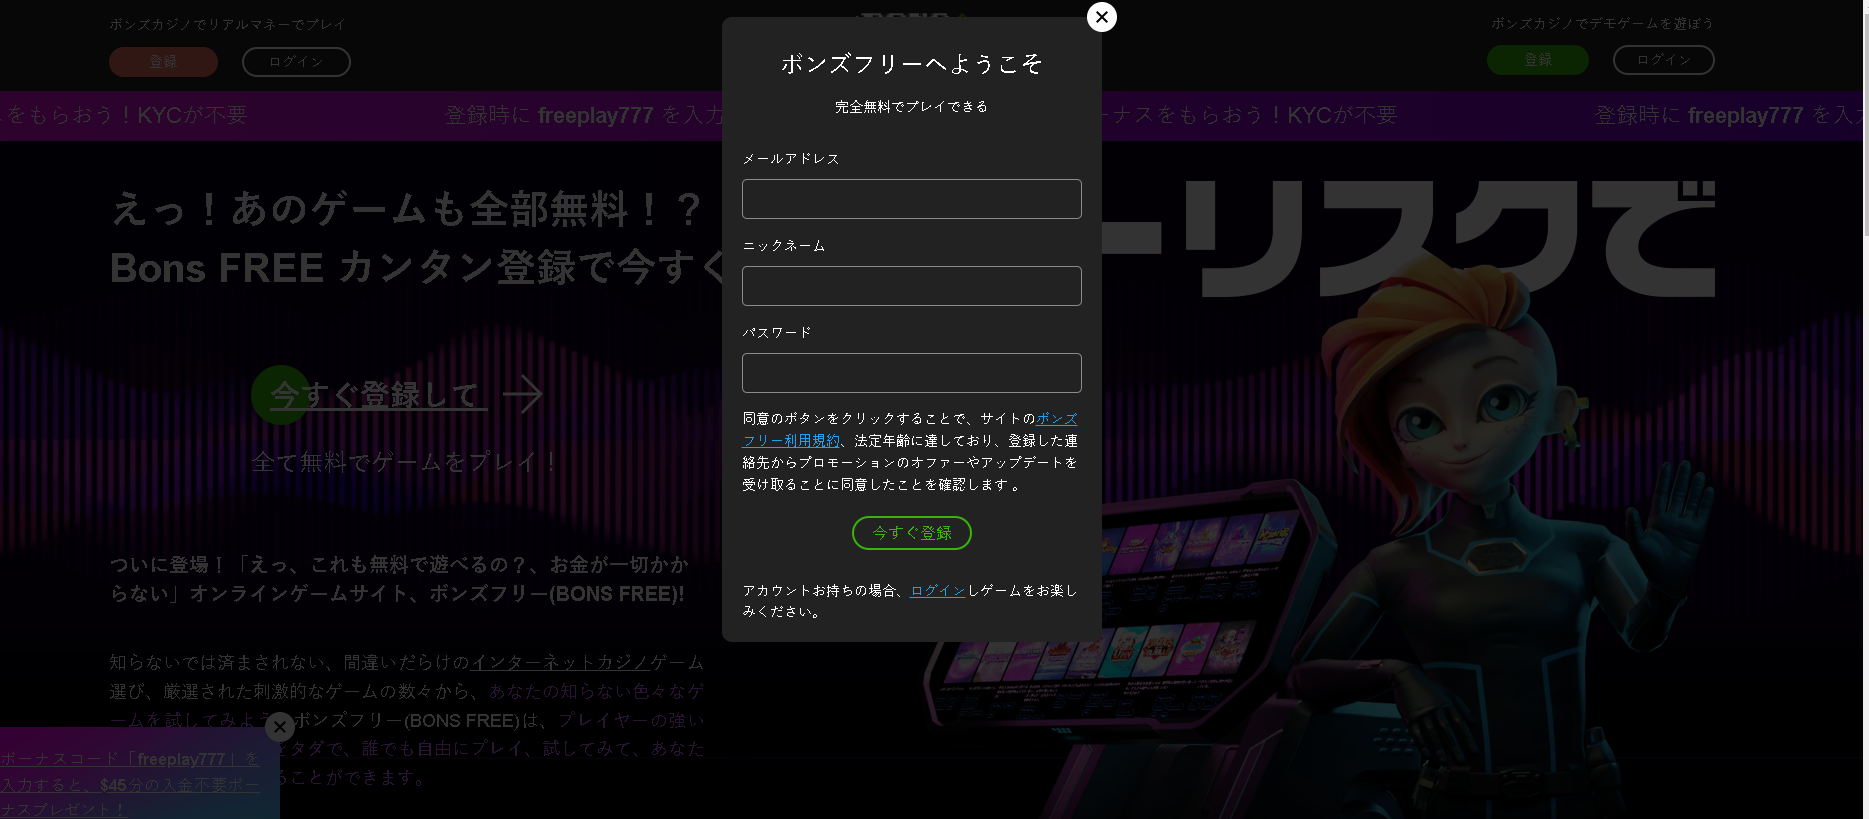 ボンズカジノでリアルマネーでプレイ
登録
ログイン
BONS
ボンズカジノでデモゲームを遊ぼう
登録
ログイン
をもらおう！KYCが不要
登録時に freeplay777 を入力
ナスをもらおう！KYCが不要
登録時に freeplay777 を入
ボンズフリーへようこそ
完全無料でプレイできる
メールアドレス
ニックネーム
パスワード
同意のボタンをクリックすることで、サイトのボンズ
フリー利用規約、法定年齢に達しており、登録した連
絡先からプロモーションのオファーやアップデートを
受け取ることに同意したことを確認します 。
今すぐ登録
アカウントお持ちの場合、ログインしゲームをお楽し
みください。
えっ！あのゲームも全部無料！？
Bons FREE カンタン登録で今すぐ
ーリスクで
今すぐ登録して
全て無料でゲームをプレイ！
ついに登場！「えっ、これも無料で遊べるの？、お金が一切かか
らない」オンラインゲームサイト、ボンズフリー(BONS FREE)!
知らないでは済まされない、間違いだらけのインターネットカジノゲーム
選び、厳選された刺激的なゲームの数々から、あなたの知らない色々なゲ
ームを試してみよう ボンズフリー(BONS FREE)は、プレイヤーの強い
をタダで、誰でも自由にプレイ、試してみて、あなた
ることができます。
ボーナスコード「freeplay777」を
入力すると、$45分の入金不要ボー
ナスプレゼント！